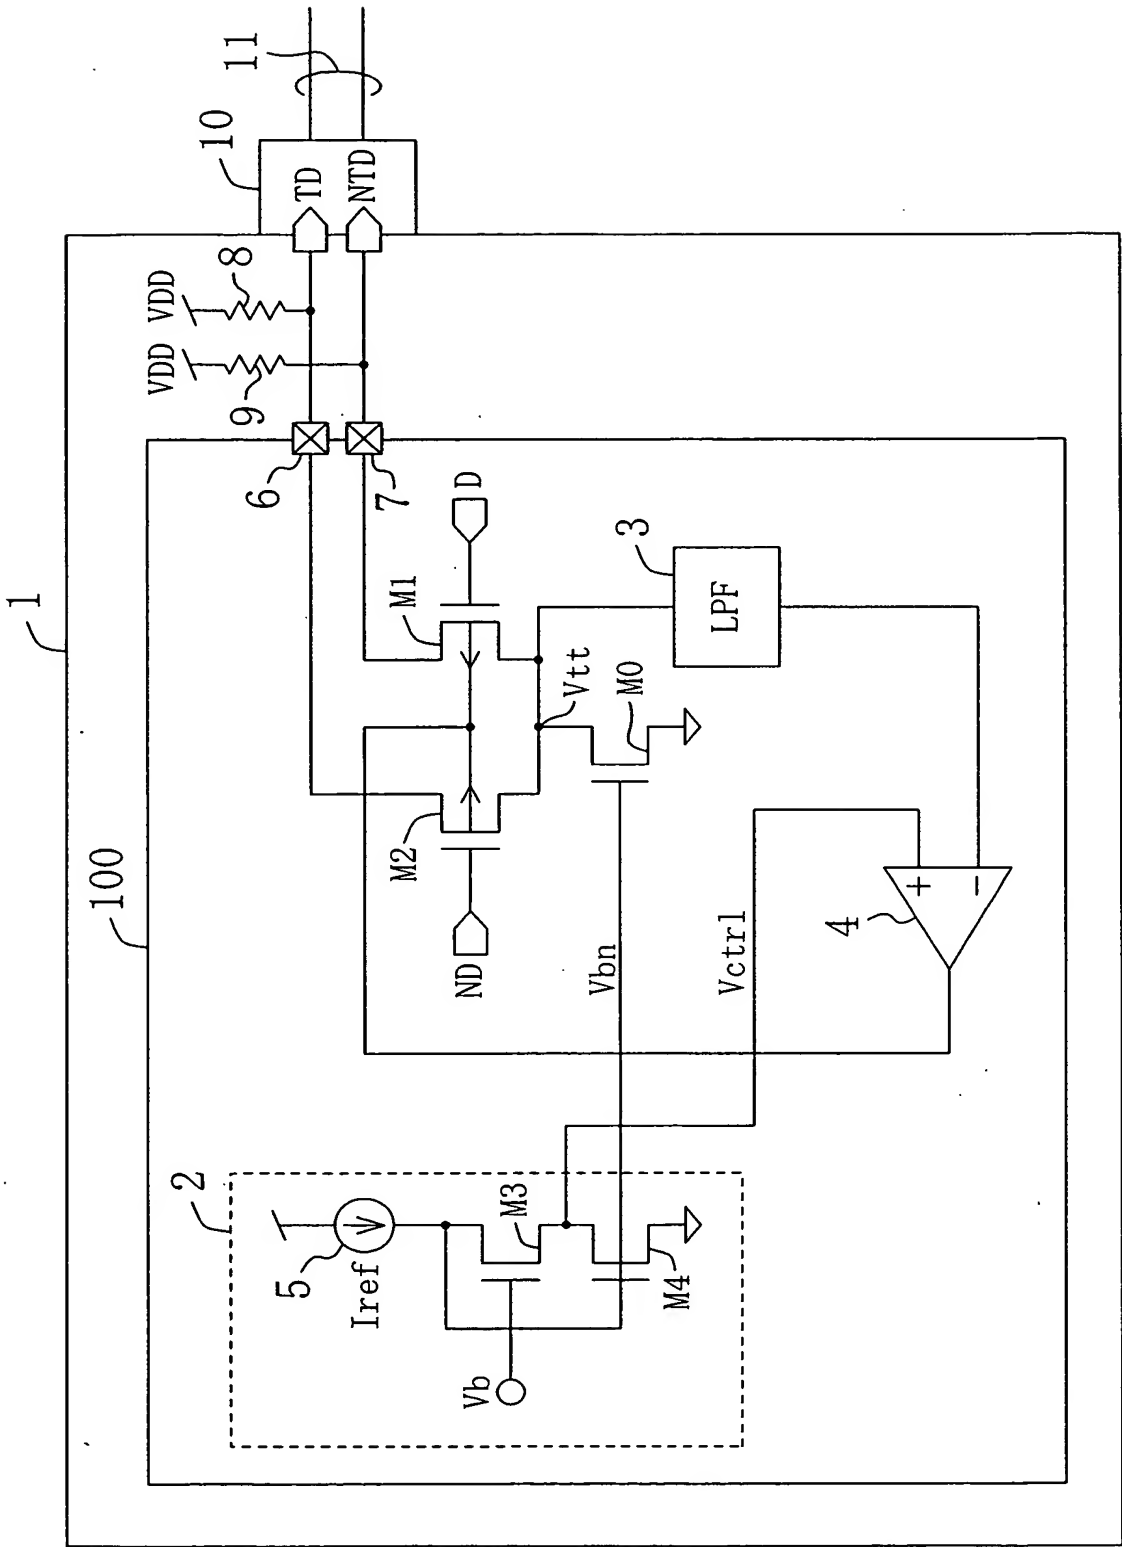 1
100
2
5
Iref
Vb
M3
M4
Vbn
Vctrl
4
+
−
ND
M2
M1
D
Vtt
M0
3
LPF
6
7
VDD
VDD
8
9
10
TD
NTD
11